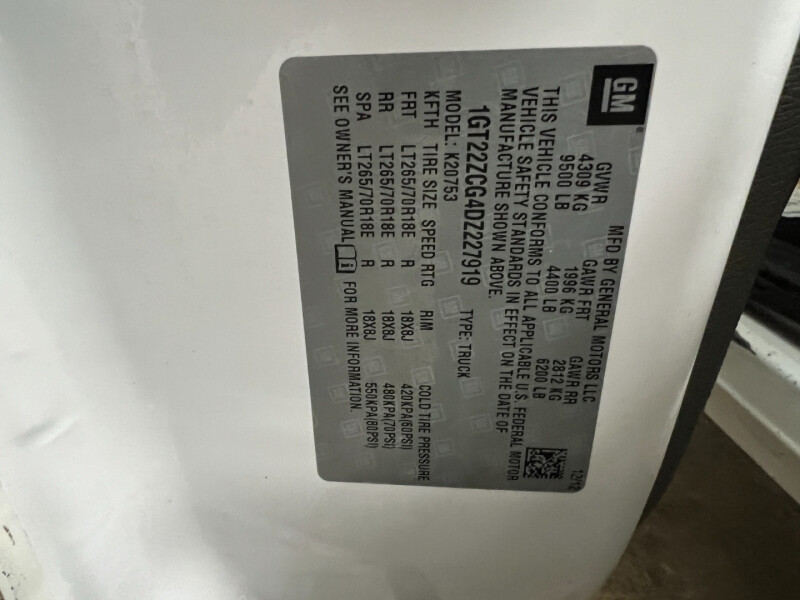 GM
MFD BY GENERAL MOTORS LLC 12/12
GVWR GAWR FRT GAWR RR
4309 KG 1996 KG 2812 KG
9500 LB 4400 LB 6200 LB
THIS VEHICLE CONFORMS TO ALL APPLICABLE U.S. FEDERAL MOTOR
VEHICLE SAFETY STANDARDS IN EFFECT ON THE DATE OF
MANUFACTURE SHOWN ABOVE.
1GT22ZCG4DZ227919 TYPE: TRUCK
MODEL: K20753
KFTH TIRE SIZE SPEED RTG RIM COLD TIRE PRESSURE
FRT LT265/70R18E R 18X8J 420KPA(60PSI)
RR LT265/70R18E R 18X8J 480KPA(70PSI)
SPA LT265/70R18E R 18X8J 550KPA(80PSI)
SEE OWNER'S MANUAL FOR MORE INFORMATION.